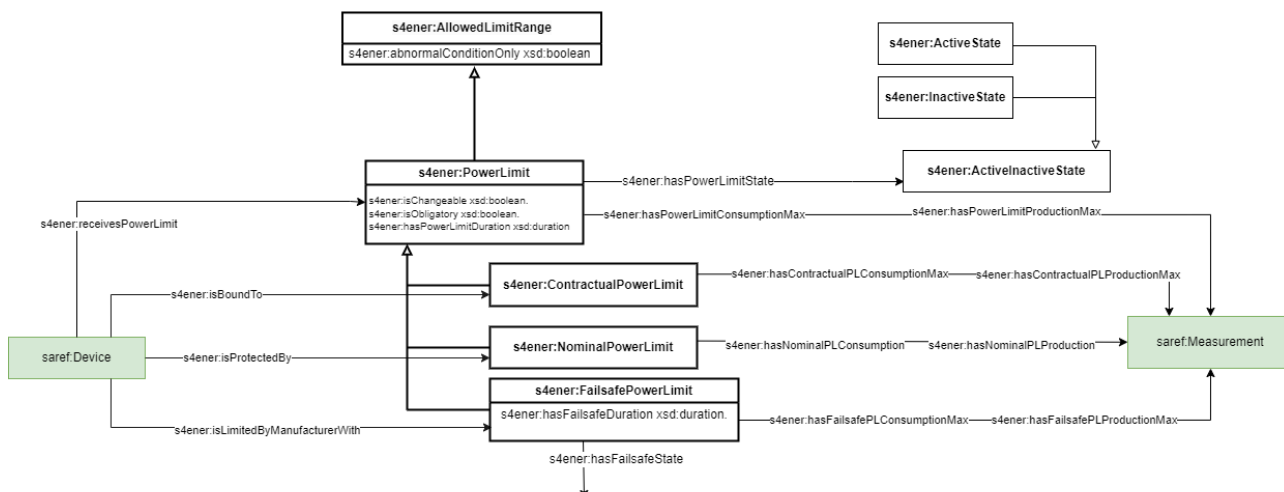 s4ener:AllowedLimitRange
s4ener:abnormalConditionOnly xsd:boolean
s4ener:ActiveState
s4ener:InactiveState
s4ener:PowerLimit
s4ener:isChangeable xsd:boolean.
s4ener:isObligatory xsd:boolean.
s4ener:hasPowerLimitDuration xsd:duration
s4ener:hasPowerLimitState
s4ener:ActiveInactiveState
s4ener:receivesPowerLimit
s4ener:hasPowerLimitConsumptionMax
s4ener:hasPowerLimitProductionMax
s4ener:isBoundTo
s4ener:ContractualPowerLimit
s4ener:hasContractualPLConsumptionMax
s4ener:hasContractualPLProductionMax
saref:Device
s4ener:isProtectedBy
s4ener:NominalPowerLimit
s4ener:hasNominalPLConsumption
s4ener:hasNominalPLProduction
saref:Measurement
s4ener:FailsafePowerLimit
s4ener:hasFailsafeDuration xsd:duration.
s4ener:hasFailsafePLConsumptionMax
s4ener:hasFailsafePLProductionMax
s4ener:isLimitedByManufacturerWith
s4ener:hasFailsafeState